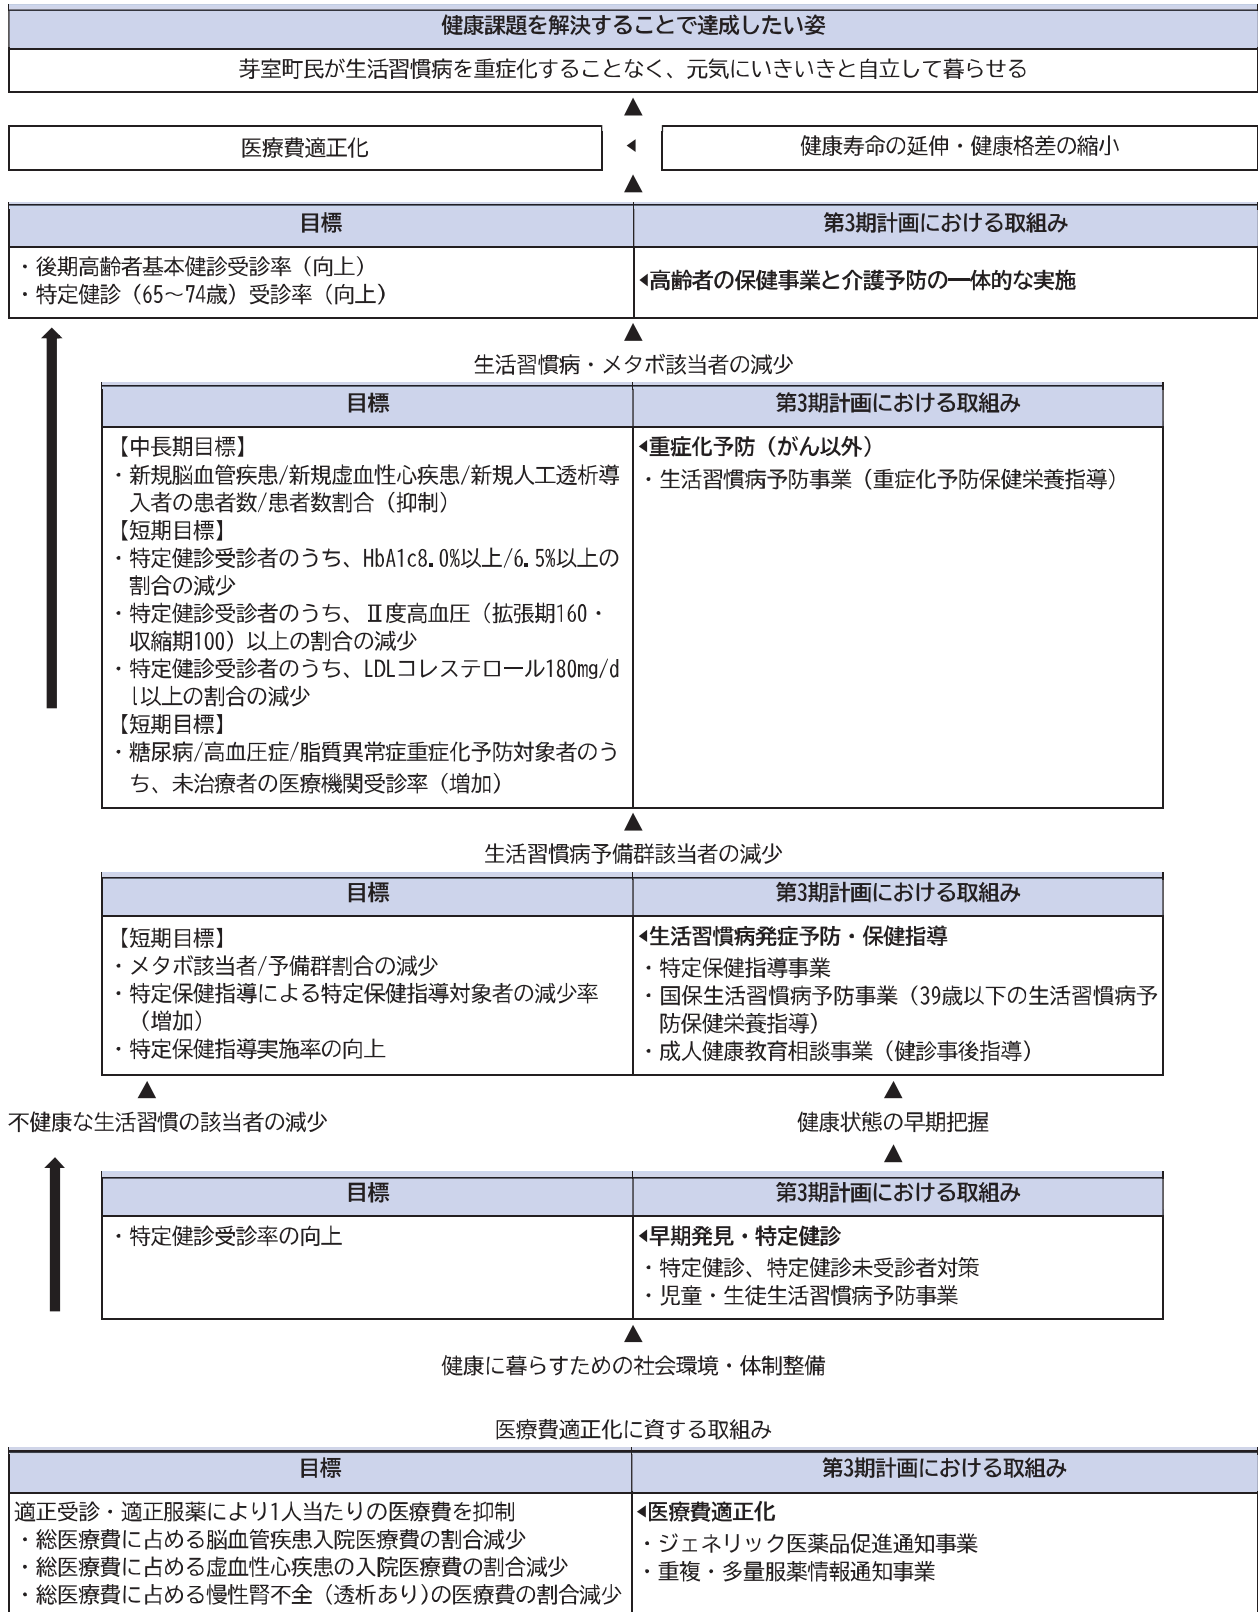 健康課題を解決することで達成したい姿
芽室町民が生活習慣病を重症化することなく、元気にいきいきと自立して暮らせる
▲
医療費適正化
◀
健康寿命の延伸・健康格差の縮小
▲
目標
第3期計画における取組み
・後期高齢者基本健診受診率（向上）
・特定健診（65～74歳）受診率（向上）
◀高齢者の保健事業と介護予防の一体的な実施
▲
生活習慣病・メタボ該当者の減少
目標
第3期計画における取組み
【中長期目標】
・新規脳血管疾患/新規虚血性心疾患/新規人工透析導
入者の患者数/患者数割合（抑制）
【短期目標】
・特定健診受診者のうち、HbA1c8.0%以上/6.5%以上の
割合の減少
・特定健診受診者のうち、Ⅱ度高血圧（拡張期160・
収縮期100）以上の割合の減少
・特定健診受診者のうち、LDLコレステロール180mg/d
l以上の割合の減少
【短期目標】
・糖尿病/高血圧症/脂質異常症重症化予防対象者のう
ち、未治療者の医療機関受診率（増加）
◀重症化予防（がん以外）
・生活習慣病予防事業（重症化予防保健栄養指導）
▲
生活習慣病予備群該当者の減少
目標
第3期計画における取組み
【短期目標】
・メタボ該当者/予備群割合の減少
・特定保健指導による特定保健指導対象者の減少率
（増加）
・特定保健指導実施率の向上
◀生活習慣病発症予防・保健指導
・特定保健指導事業
・国保生活習慣病予防事業（39歳以下の生活習慣病予
防保健栄養指導）
・成人健康教育相談事業（健診事後指導）
▲
▲
不健康な生活習慣の該当者の減少
健康状態の早期把握
▲
目標
第3期計画における取組み
・特定健診受診率の向上
◀早期発見・特定健診
・特定健診、特定健診未受診者対策
・児童・生徒生活習慣病予防事業
▲
健康に暮らすための社会環境・体制整備
医療費適正化に資する取組み
目標
第3期計画における取組み
適正受診・適正服薬により1人当たりの医療費を抑制
・総医療費に占める脳血管疾患入院医療費の割合減少
・総医療費に占める虚血性心疾患の入院医療費の割合減少
・総医療費に占める慢性腎不全（透析あり)の医療費の割合減少
◀医療費適正化
・ジェネリック医薬品促進通知事業
・重複・多量服薬情報通知事業